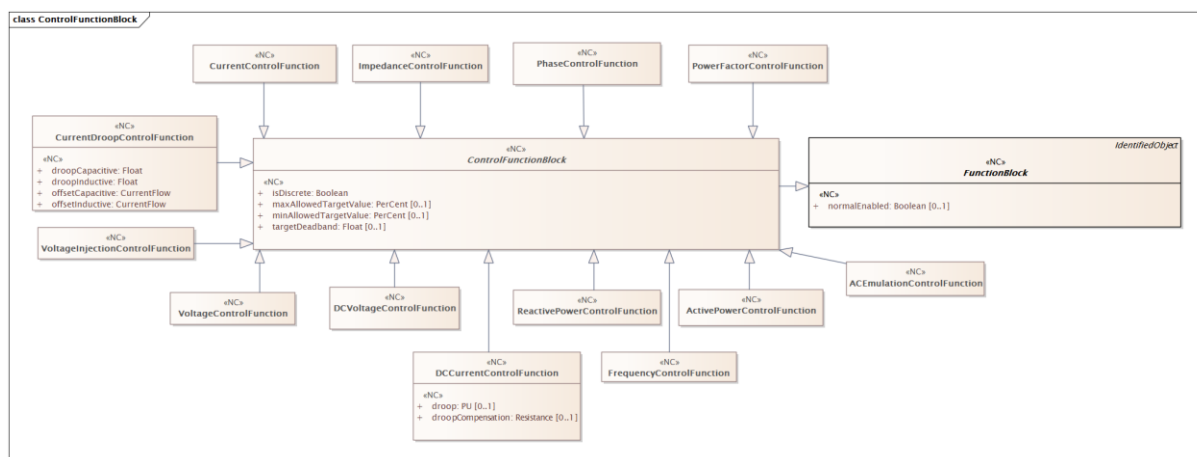 class ControlFunctionBlock
«NC»
CurrentControlFunction
«NC»
ImpedanceControlFunction
«NC»
PhaseControlFunction
«NC»
PowerFactorControlFunction
«NC»
CurrentDroopControlFunction
«NC»
+ droopCapacitive: Float
+ droopInductive: Float
+ offsetCapacitive: CurrentFlow
+ offsetInductive: CurrentFlow
«NC»
ControlFunctionBlock
«NC»
+ isDiscrete: Boolean
+ maxAllowedTargetValue: PerCent [0..1]
+ minAllowedTargetValue: PerCent [0..1]
+ targetDeadband: Float [0..1]
IdentifiedObject
«NC»
FunctionBlock
«NC»
+ normalEnabled: Boolean [0..1]
«NC»
VoltageInjectionControlFunction
«NC»
VoltageControlFunction
«NC»
DCVoltageControlFunction
«NC»
ReactivePowerControlFunction
«NC»
ActivePowerControlFunction
«NC»
ACEmulationControlFunction
«NC»
DCCurrentControlFunction
«NC»
+ droop: PU [0..1]
+ droopCompensation: Resistance [0..1]
«NC»
FrequencyControlFunction